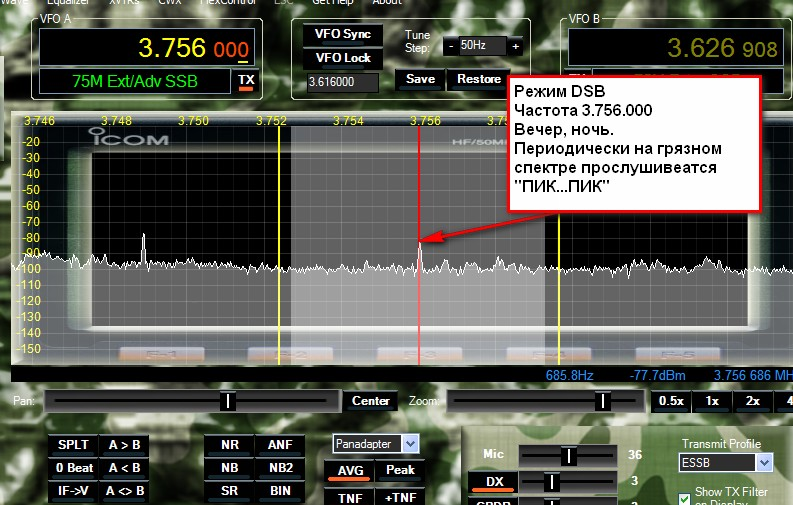 Wave Equalizer XVTRs CWX FlexControl ESC Get Help About
VFO A
3.756 000
75M Ext/Adv SSB
TX
VFO Sync
VFO Lock
3.616000
Tune
Step:
- 50Hz +
Save
Restore
VFO B
3.626 908
Режим DSB
Частота 3.756.000
Вечер, ночь.
Периодически на грязном
спектре прослушивеатся
"ПИК...ПИК"
3.746 3.748 3.750 3.752 3.754 3.756
ICOM
HF/50M
-20
-30
-40
-50
-60
-70
-80
-90
-100
-110
-120
-130
-140
-150
685.8Hz -77.7dBm 3.756 686 MH
Pan:
Center
Zoom:
0.5x 1x 2x 4
SPLT A > B
0 Beat A < B
IF->V A <> B
NR ANF
NB NB2
SR BIN
Panadapter
AVG Peak
TNF +TNF
Mic 36
DX 3
CPDR 3
Transmit Profile
ESSB
Show TX Filter
on Display